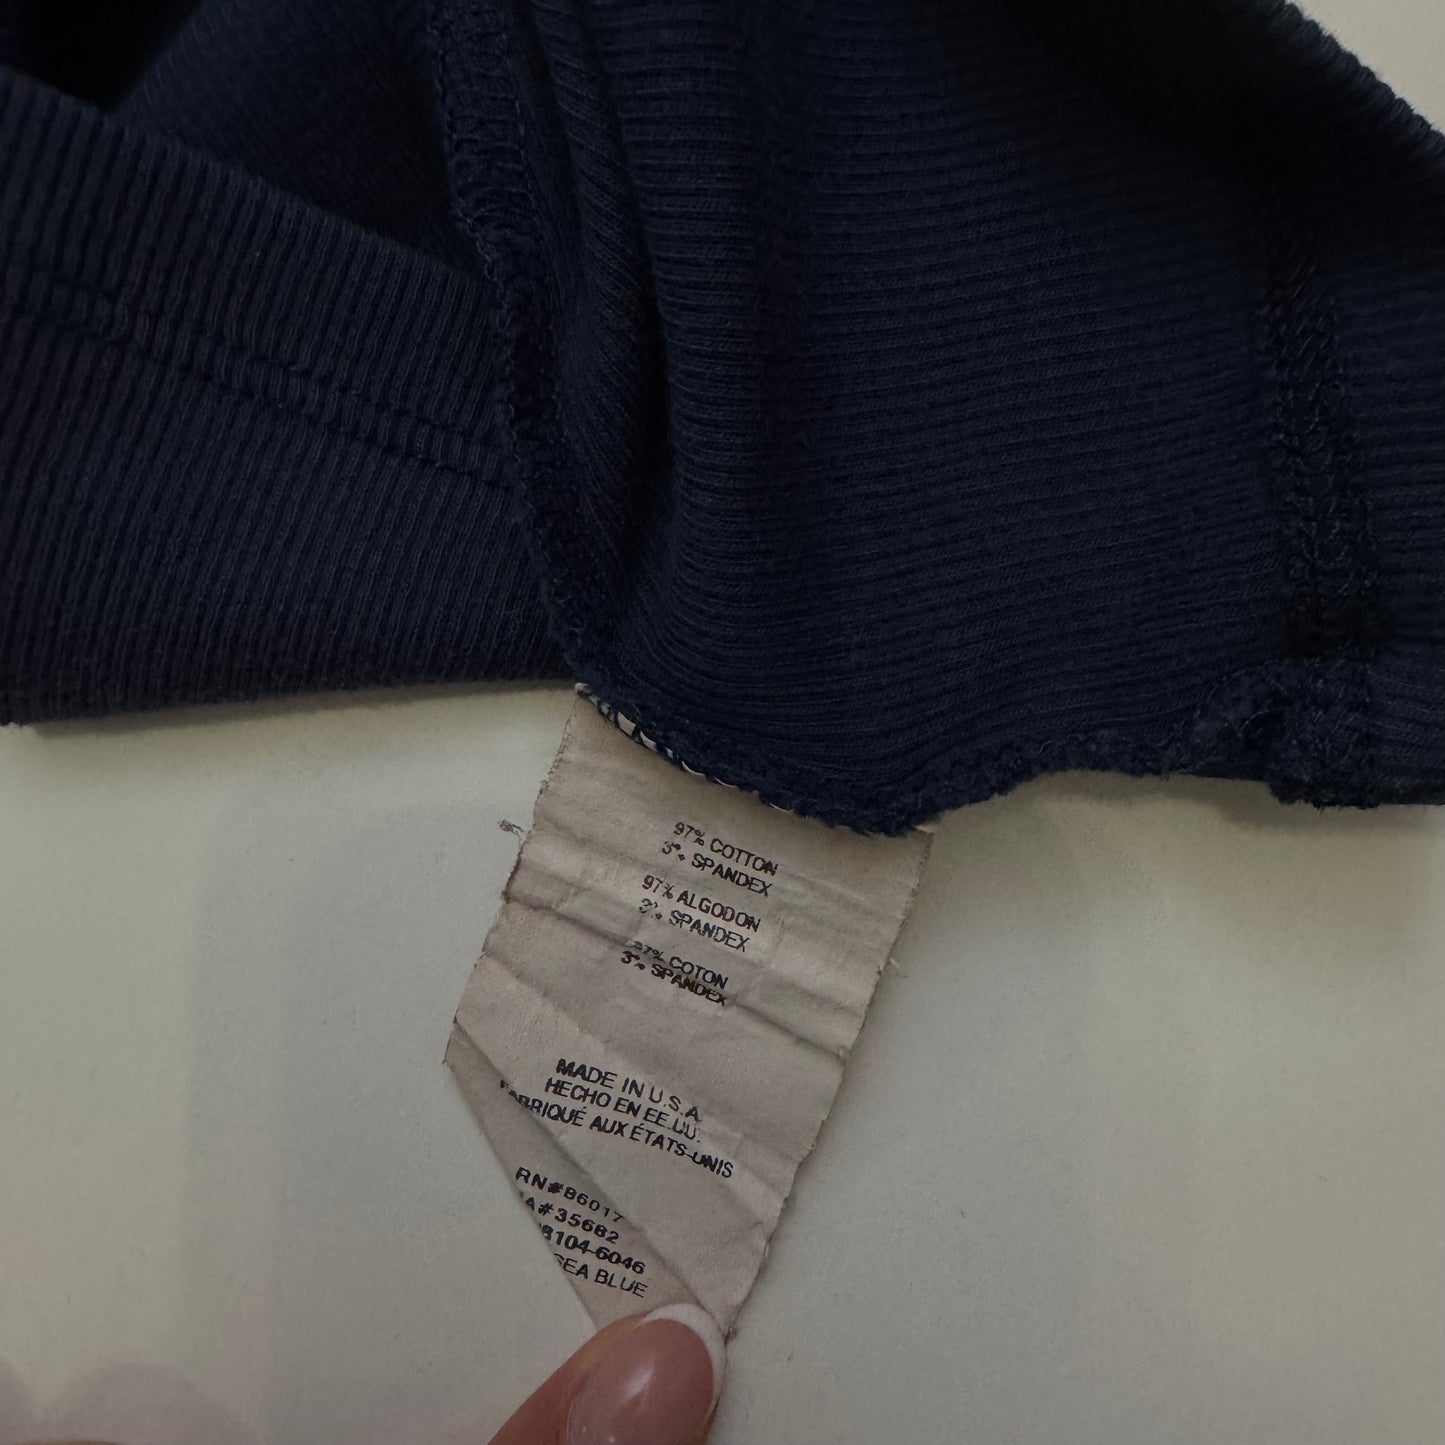 97% COTTON
3% SPANDEX
97% ALGODON
3% SPANDEX
97% COTON
3% SPANDEX
MADE IN U.S.A.
HECHO EN EE.UU.
FABRIQUÉ AUX ÉTATS-UNIS
RN#86017
A#35682
8104-6046
SEA BLUE